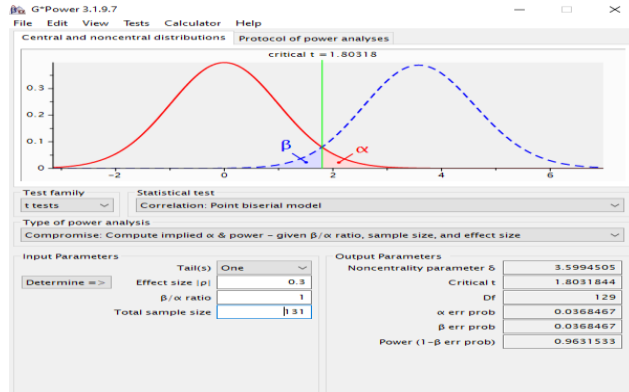 G*Power 3.1.9.7
File Edit View Tests Calculator Help
Central and noncentral distributions Protocol of power analyses
critical t = 1.80318
0.3
0.2
0.1
0
β α
-2 0 2 4 6
Test family Statistical test
t tests Correlation: Point biserial model
Type of power analysis
Compromise: Compute implied α & power – given β/α ratio, sample size, and effect size
Input Parameters Output Parameters
Tail(s) One Noncentrality parameter δ 3.5994505
Determine => Effect size |ρ| 0.3 Critical t 1.8031844
β/α ratio 1 Df 129
Total sample size 131 α err prob 0.0368467
β err prob 0.0368467
Power (1-β err prob) 0.9631533